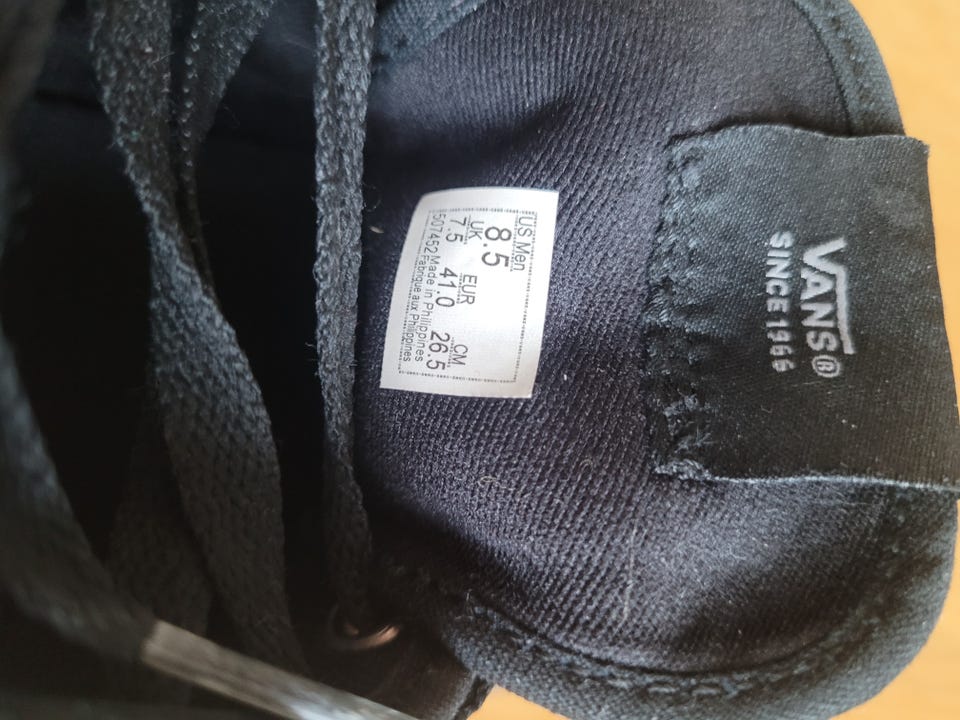 US Men
8.5
UK EUR CM
7.5 41.0 26.5
507452 Made in Philippines
Fabriqué aux Philippines
VANS®
SINCE 1966